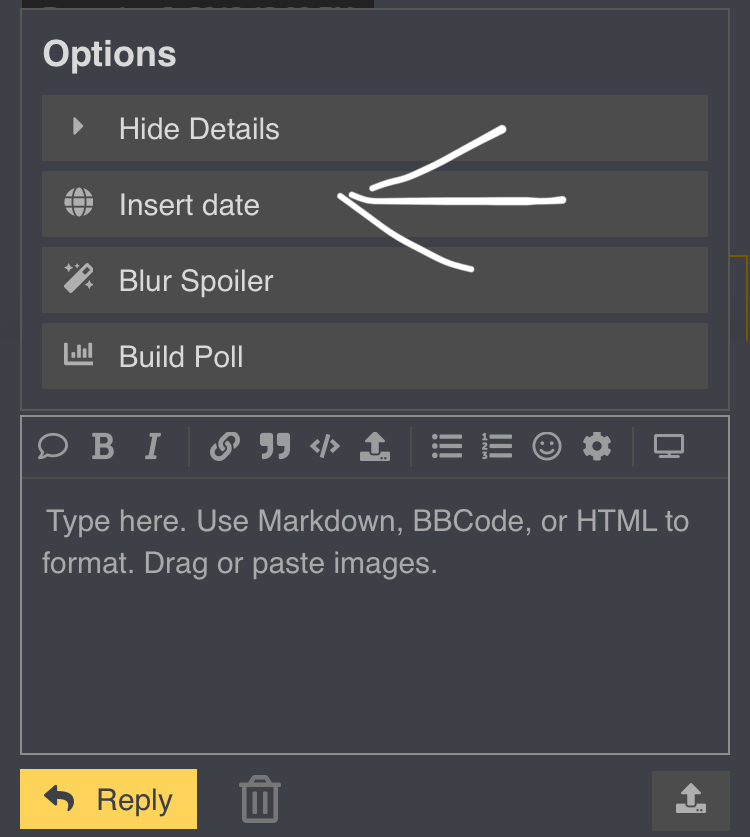 Options
Hide Details
Insert date
Blur Spoiler
Build Poll
B I
Type here. Use Markdown, BBCode, or HTML to
format. Drag or paste images.
Reply